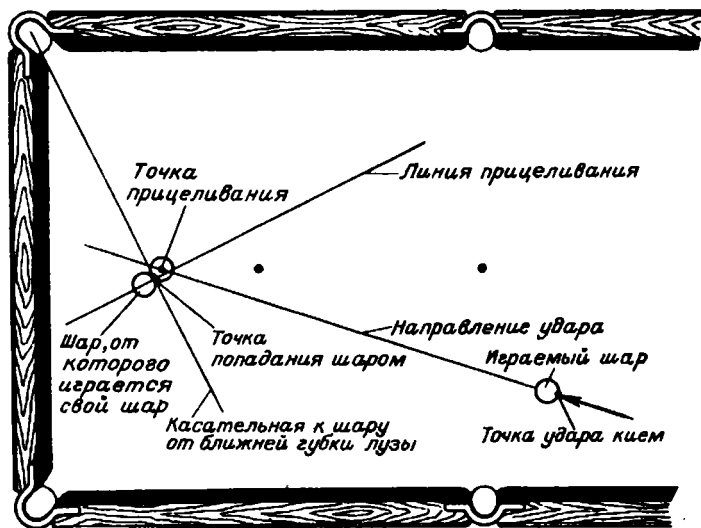 Точка
прицеливания
Линия прицеливания
Шар, от
которого
играется
свой шар
Точка
попадания шаром
Направление удара
Играемый шар
Касательная к шару
от ближней губки лузы
Точка удара кием